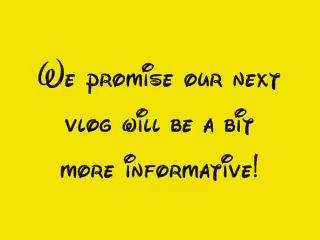 We promise our next
vlog will be a bit
more informative!